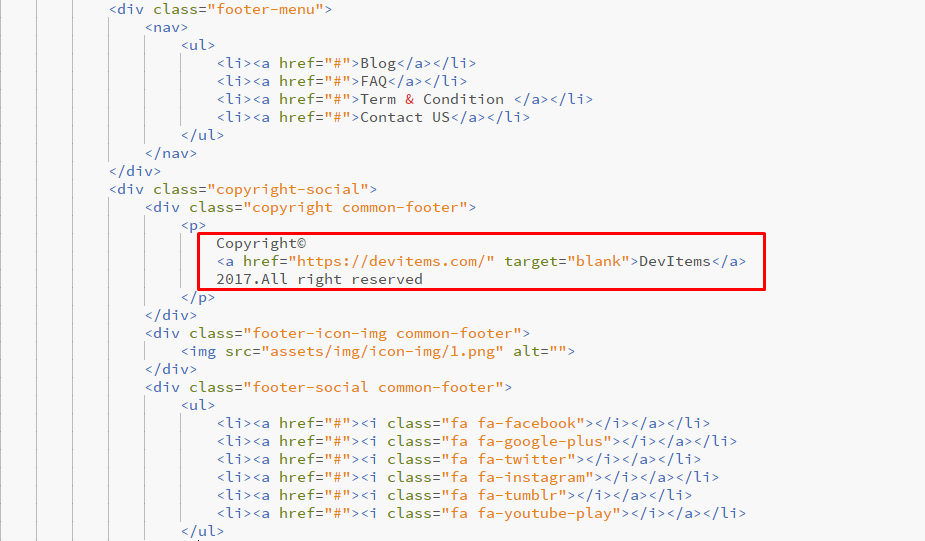 <div class="footer-menu">
<nav>
<ul>
<li><a href="#">Blog</a></li>
<li><a href="#">FAQ</a></li>
<li><a href="#">Term & Condition </a></li>
<li><a href="#">Contact US</a></li>
</ul>
</nav>
</div>
<div class="copyright-social">
<div class="copyright common-footer">
<p>
Copyright©
<a href="https://devitems.com/" target="blank">DevItems</a>
2017.All right reserved
</p>
</div>
<div class="footer-icon-img common-footer">
<img src="assets/img/icon-img/1.png" alt="">
</div>
<div class="footer-social common-footer">
<ul>
<li><a href="#"><i class="fa fa-facebook"></i></a></li>
<li><a href="#"><i class="fa fa-google-plus"></i></a></li>
<li><a href="#"><i class="fa fa-twitter"></i></a></li>
<li><a href="#"><i class="fa fa-instagram"></i></a></li>
<li><a href="#"><i class="fa fa-tumblr"></i></a></li>
<li><a href="#"><i class="fa fa-youtube-play"></i></a></li>
</ul>